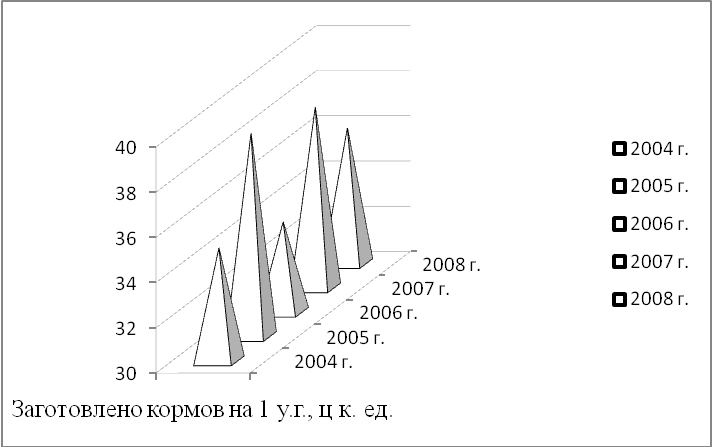 40
38
36
34
32
30
2004 г.
2005 г.
2006 г.
2007 г.
2008 г.
2004 г.
2005 г.
2006 г.
2007 г.
2008 г.
Заготовлено кормов на 1 у.г., ц к. ед.